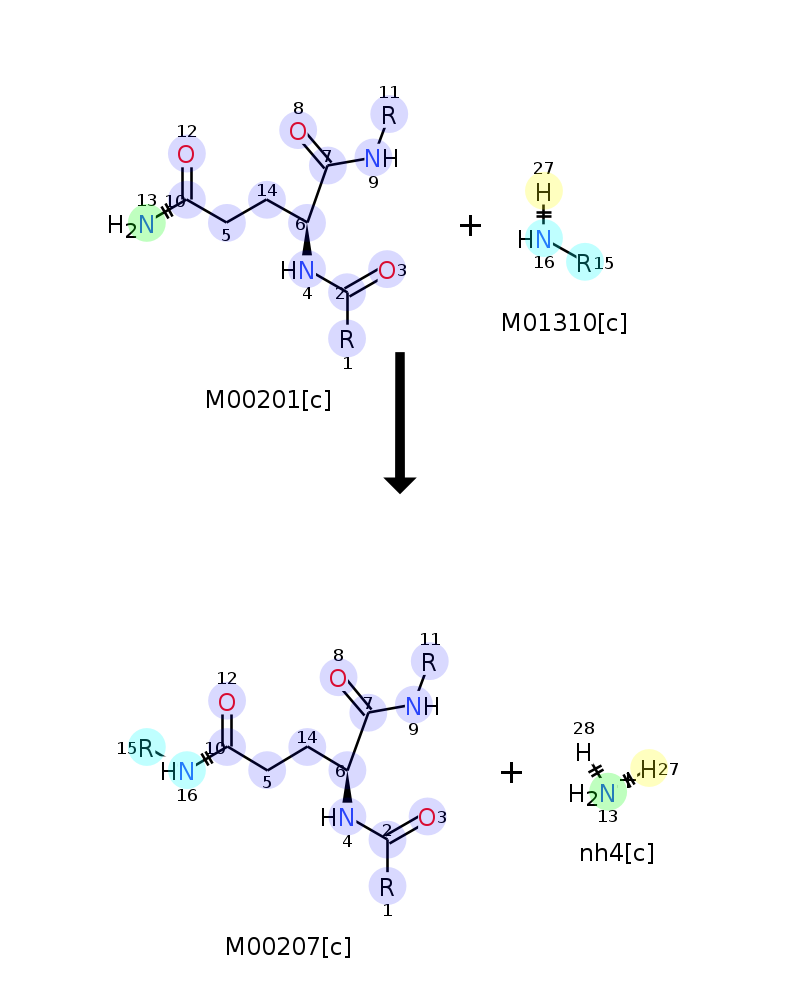 11
8
R
12
O
7
NH
27
O
9
H
13
10
14
H2N
5
6
+
HN
R15
16
HN
4
2
O3
M01310[c]
R
1
M00201[c]
11
8
R
12
O
7
NH
28
O
9
H
15R
10
14
H27
HN
5
6
+
H2N
16
13
HN
4
2
O3
nh4[c]
R
1
M00207[c]